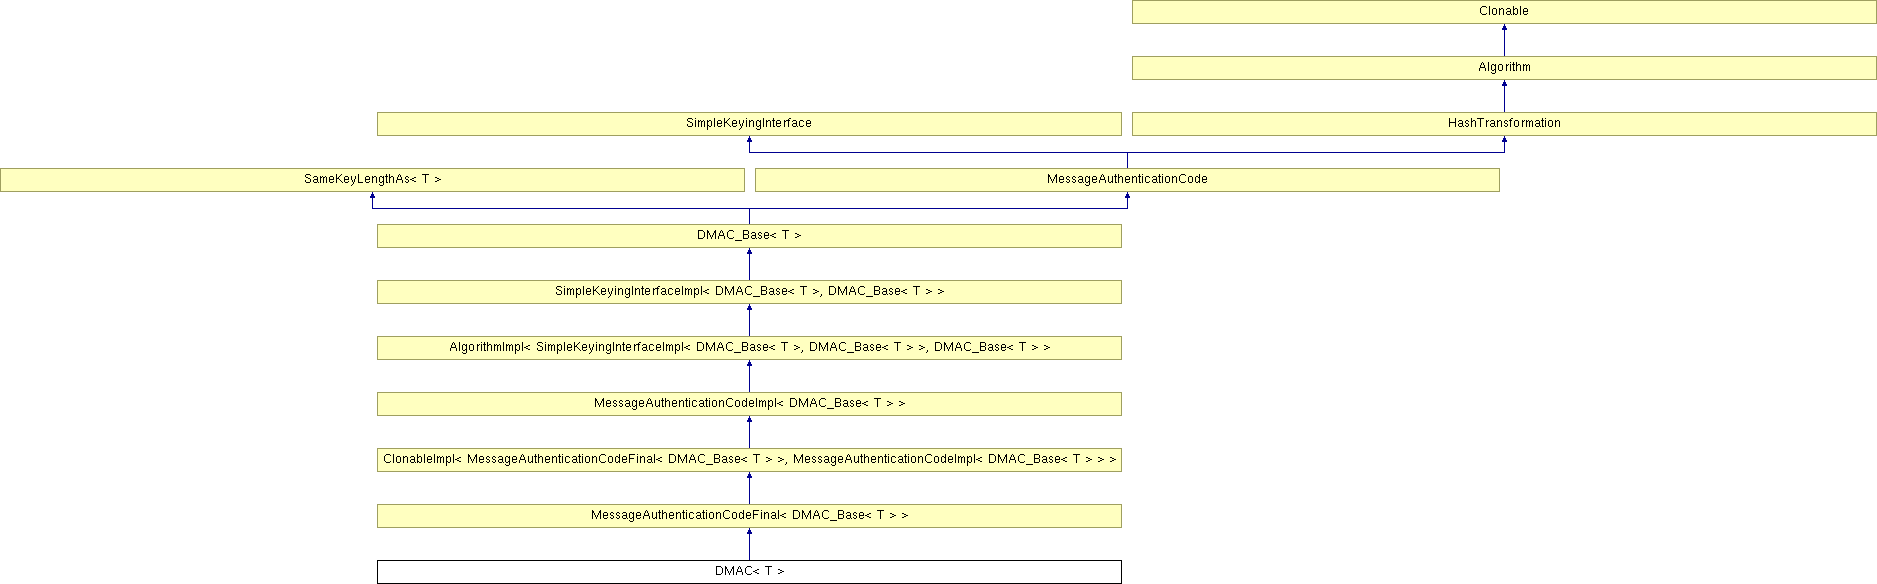 Clonable
Algorithm
SimpleKeyingInterface
HashTransformation
SameKeyLengthAs< T >
MessageAuthenticationCode
DMAC_Base< T >
SimpleKeyingInterfaceImpl< DMAC_Base< T >, DMAC_Base< T > >
AlgorithmImpl< SimpleKeyingInterfaceImpl< DMAC_Base< T >, DMAC_Base< T > >, DMAC_Base< T > >
MessageAuthenticationCodeImpl< DMAC_Base< T > >
ClonableImpl< MessageAuthenticationCodeFinal< DMAC_Base< T > >, MessageAuthenticationCodeImpl< DMAC_Base< T > > >
MessageAuthenticationCodeFinal< DMAC_Base< T > >
DMAC< T >